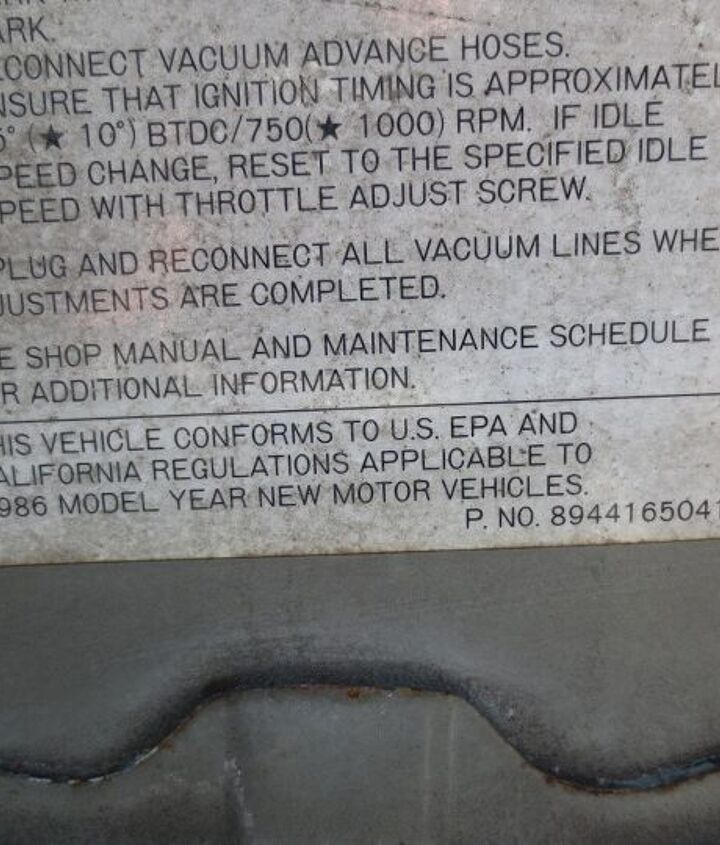 ARK.
CONNECT VACUUM ADVANCE HOSES.
NSURE THAT IGNITION TIMING IS APPROXIMATEL
6° (★ 10°) BTDC/750(★ 1000) RPM. IF IDLE
PEED CHANGE, RESET TO THE SPECIFIED IDLE
PEED WITH THROTTLE ADJUST SCREW.
PLUG AND RECONNECT ALL VACUUM LINES WHE
JUSTMENTS ARE COMPLETED.
E SHOP MANUAL AND MAINTENANCE SCHEDULE
R ADDITIONAL INFORMATION.
HIS VEHICLE CONFORMS TO U.S. EPA AND
ALIFORNIA REGULATIONS APPLICABLE TO
986 MODEL YEAR NEW MOTOR VEHICLES.
P. NO. 8944165041